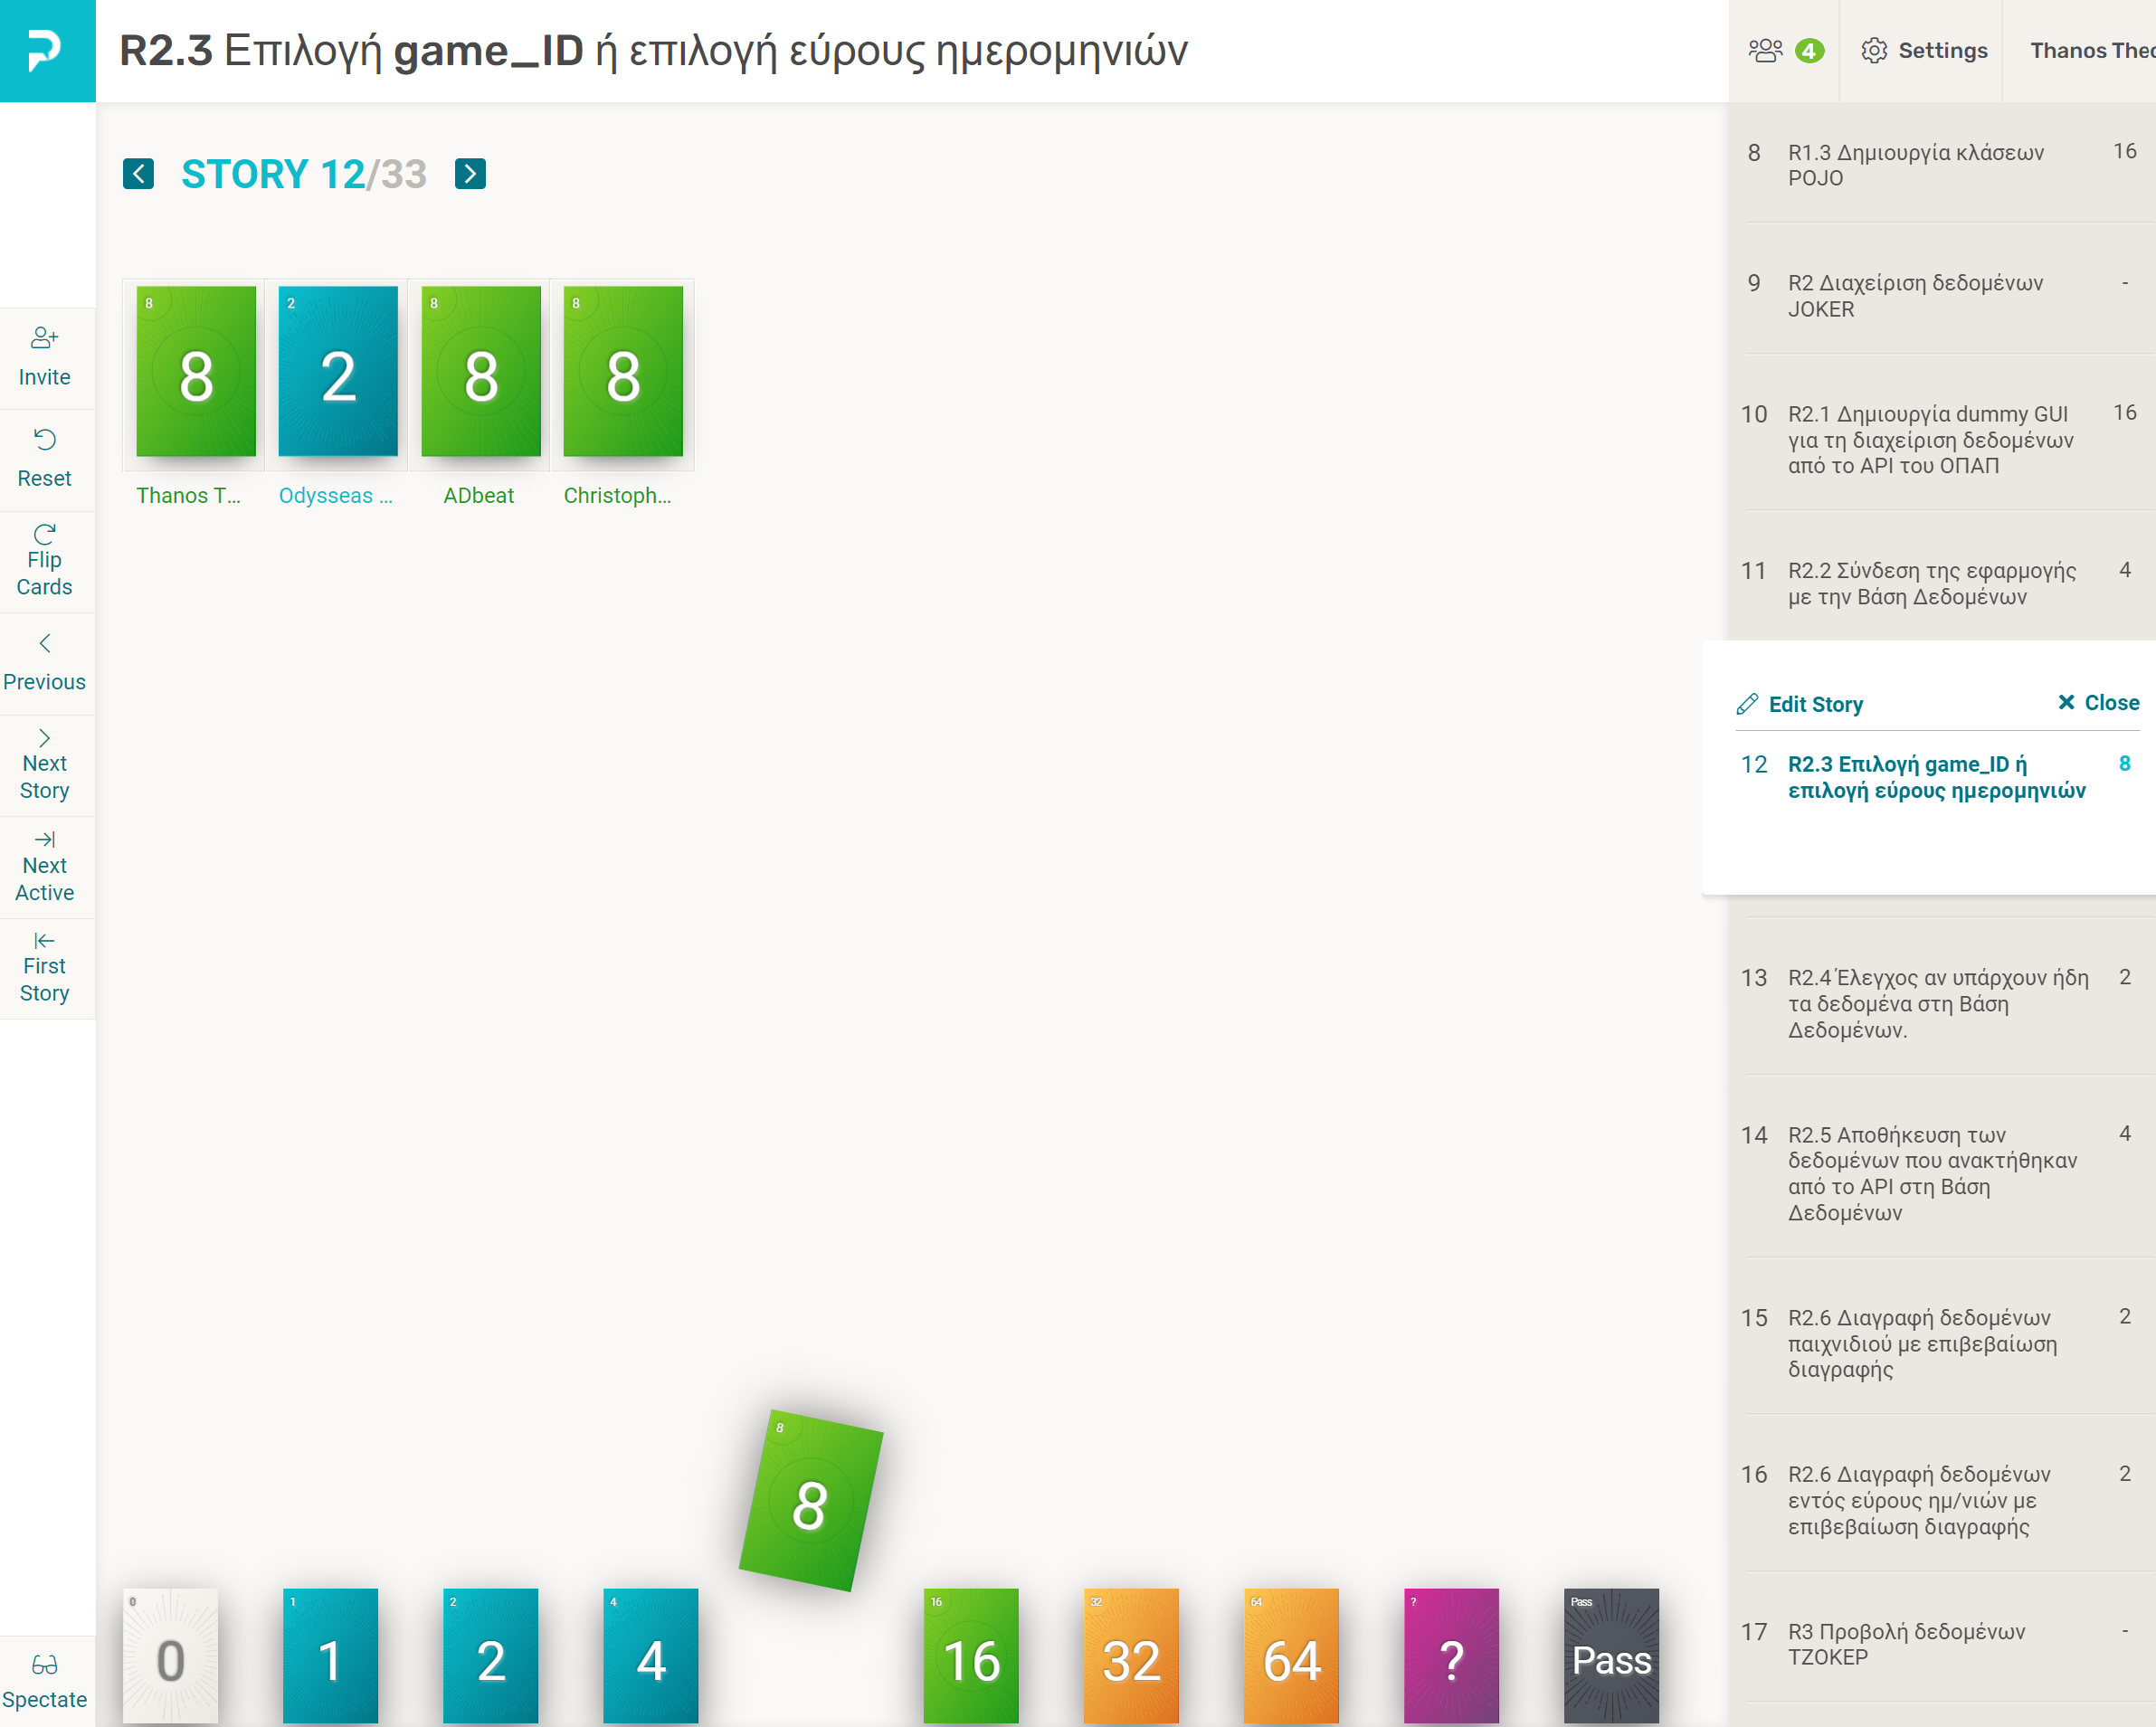 R2.3 Επιλογή game_ID ή επιλογή εύρους ημερομηνιών
4
Settings
Thanos Theo
STORY 12/33
8
8
2
2
8
8
8
8
Thanos T...
Odysseas ...
ADbeat
Christoph...
Invite
Reset
Flip
Cards
Previous
Next
Story
Next
Active
First
Story
Spectate
8 R1.3 Δημιουργία κλάσεων 16
POJO
9 R2 Διαχείριση δεδομένων -
JOKER
10 R2.1 Δημιουργία dummy GUI 16
για τη διαχείριση δεδομένων
από το API του ΟΠΑΠ
11 R2.2 Σύνδεση της εφαρμογής 4
με την Βάση Δεδομένων
Edit Story
Close
12 R2.3 Επιλογή game_ID ή 8
επιλογή εύρους ημερομηνιών
13 R2.4 Έλεγχος αν υπάρχουν ήδη 2
τα δεδομένα στη Βάση
Δεδομένων.
14 R2.5 Αποθήκευση των 4
δεδομένων που ανακτήθηκαν
από το API στη Βάση
Δεδομένων
15 R2.6 Διαγραφή δεδομένων 2
παιχνιδιού με επιβεβαίωση
διαγραφής
16 R2.6 Διαγραφή δεδομένων 2
εντός εύρους ημ/νιών με
επιβεβαίωση διαγραφής
17 R3 Προβολή δεδομένων -
ΤΖΟΚΕΡ
8
8
0
0
1
1
2
2
4
4
16
16
32
32
64
64
?
?
Pass
Pass